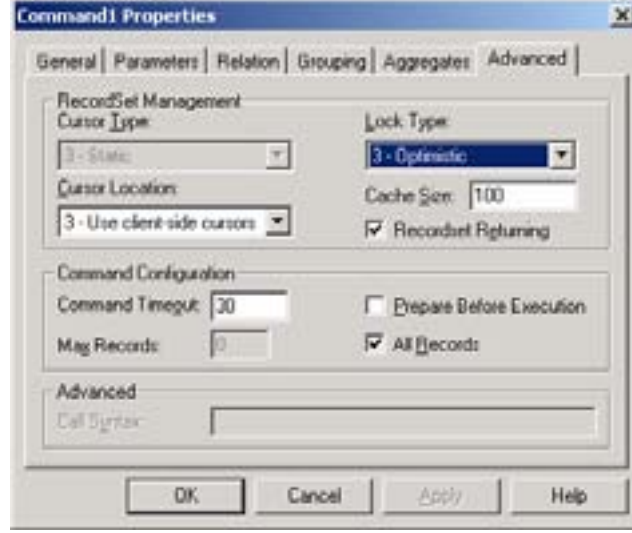 Command1 Properties
General Parameters Relation Grouping Aggregates Advanced
RecordSet Management
Cursor Type:
Lock Type:
3 - Static
3 - Optimistic
Cursor Location:
Cache Size: 100
3 - Use client-side cursors
Recordset Returning
Command Configuration
Command Timeout: 30
Prepare Before Execution
Max Records: 0
All Records
Advanced
Call Syntax:
OK Cancel Apply Help